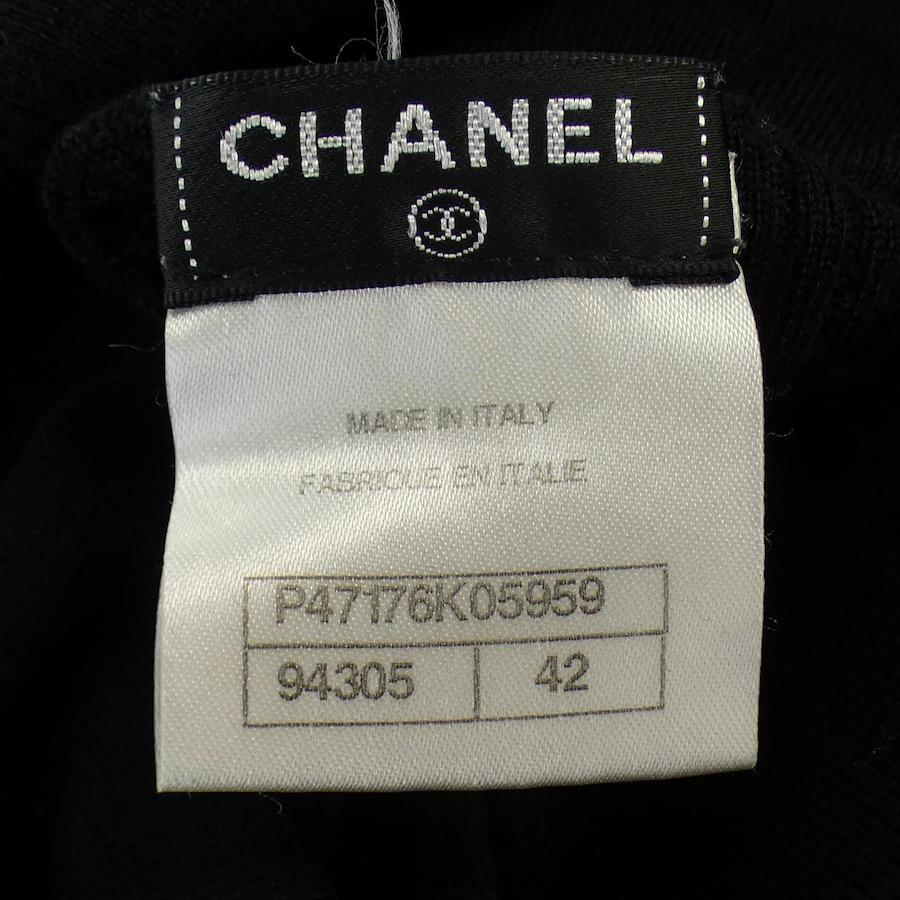 CHANEL
MADE IN ITALY
FABRIQUE EN ITALIE
P47176K05959
94305 42